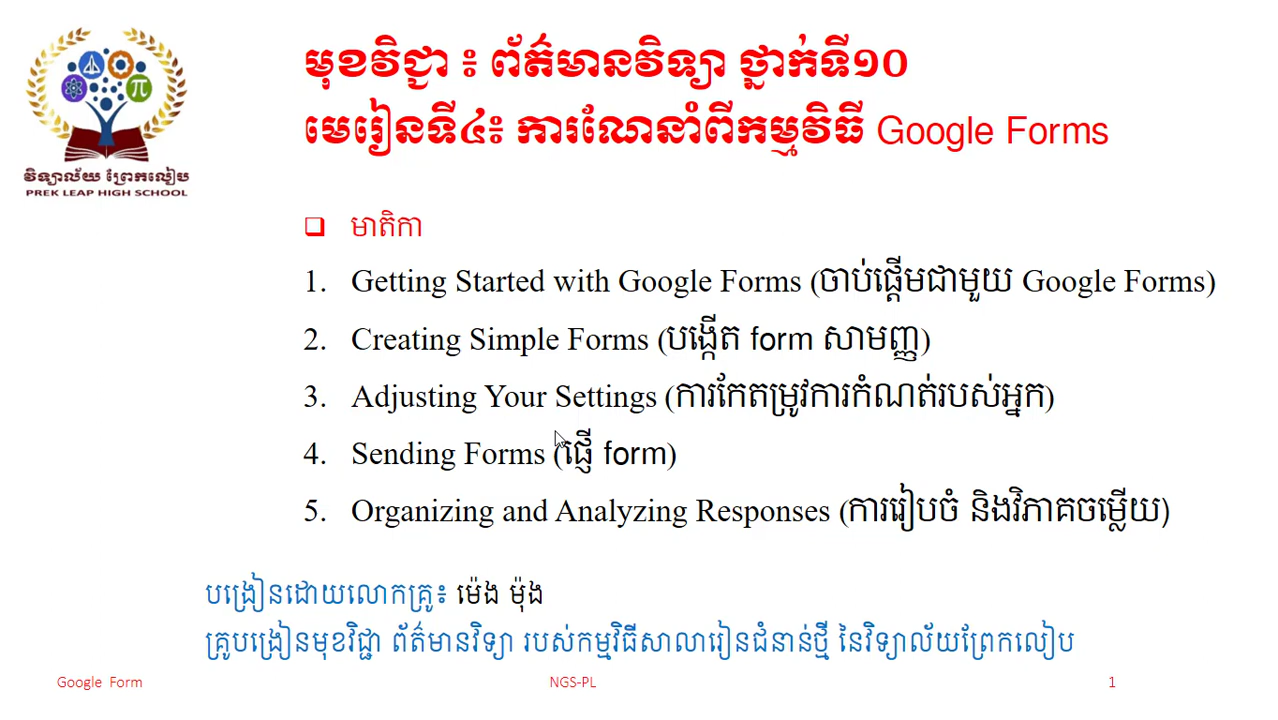 មុខវិជ្ជា ៖ ព័ត៌មានវិទ្យា ថ្នាក់ទី១០
មេរៀនទី៤៖ ការណែនាំពីកម្មវិធី Google Forms
វិទ្យាល័យ ព្រែកលៀប
PREK LEAP HIGH SCHOOL
❑ មាតិកា
1. Getting Started with Google Forms (ចាប់ផ្តើមជាមួយ Google Forms)
2. Creating Simple Forms (បង្កើត form សាមញ្ញ)
3. Adjusting Your Settings (ការកែតម្រូវការកំណត់របស់អ្នក)
4. Sending Forms (ផ្ញើ form)
5. Organizing and Analyzing Responses (ការរៀបចំ និងវិភាគចម្លើយ)
បង្រៀនដោយលោកគ្រូ៖ ម៉េង ម៉ុង
គ្រូបង្រៀនមុខវិជ្ជា ព័ត៌មានវិទ្យា របស់កម្មវិធីសាលារៀនជំនាន់ថ្មី នៃវិទ្យាល័យព្រែកលៀប
Google Form NGS-PL 1